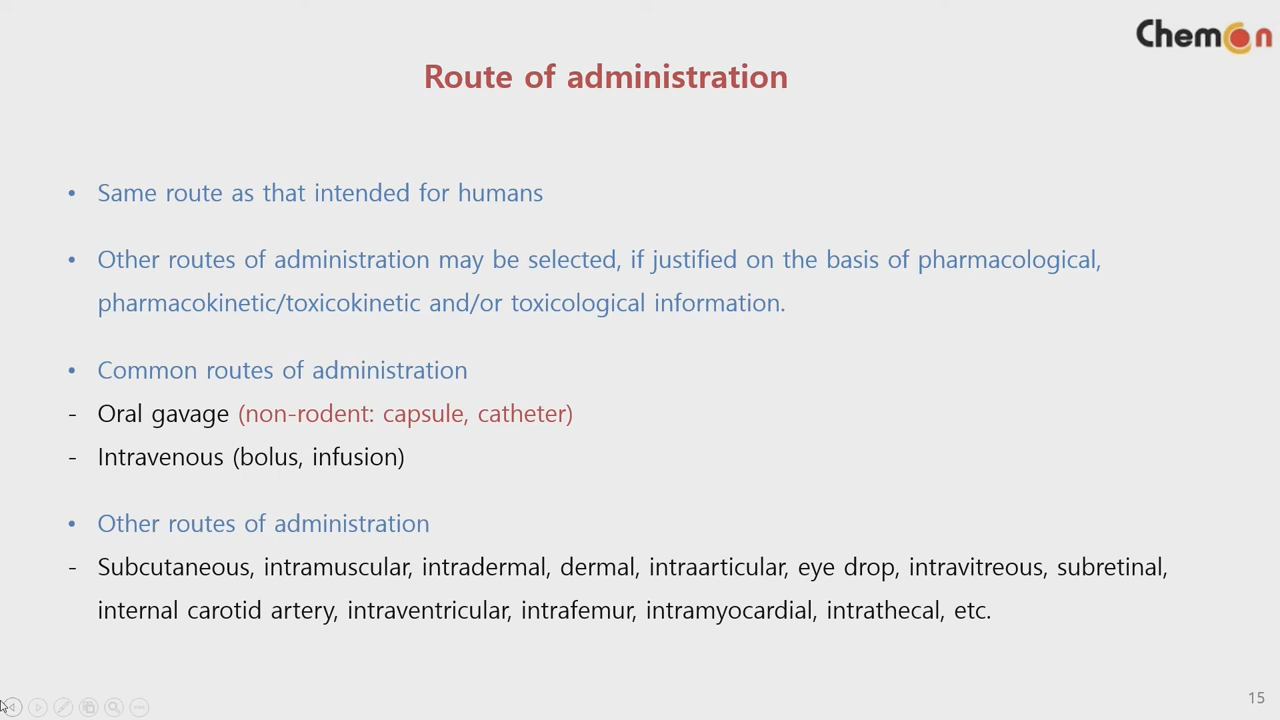 ChemOn
Route of administration
• Same route as that intended for humans
• Other routes of administration may be selected, if justified on the basis of pharmacological,
pharmacokinetic/toxicokinetic and/or toxicological information.
• Common routes of administration
- Oral gavage (non-rodent: capsule, catheter)
- Intravenous (bolus, infusion)
• Other routes of administration
- Subcutaneous, intramuscular, intradermal, dermal, intraarticular, eye drop, intravitreous, subretinal,
internal carotid artery, intraventricular, intrafemur, intramyocardial, intrathecal, etc.
15